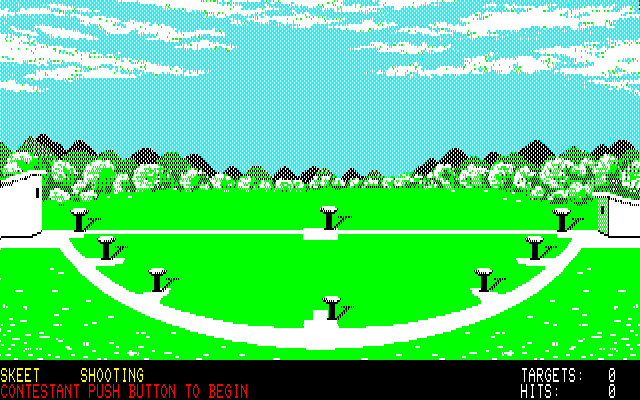 SKEET SHOOTING
CONTESTANT PUSH BUTTON TO BEGIN
TARGETS: 0
HITS: 0